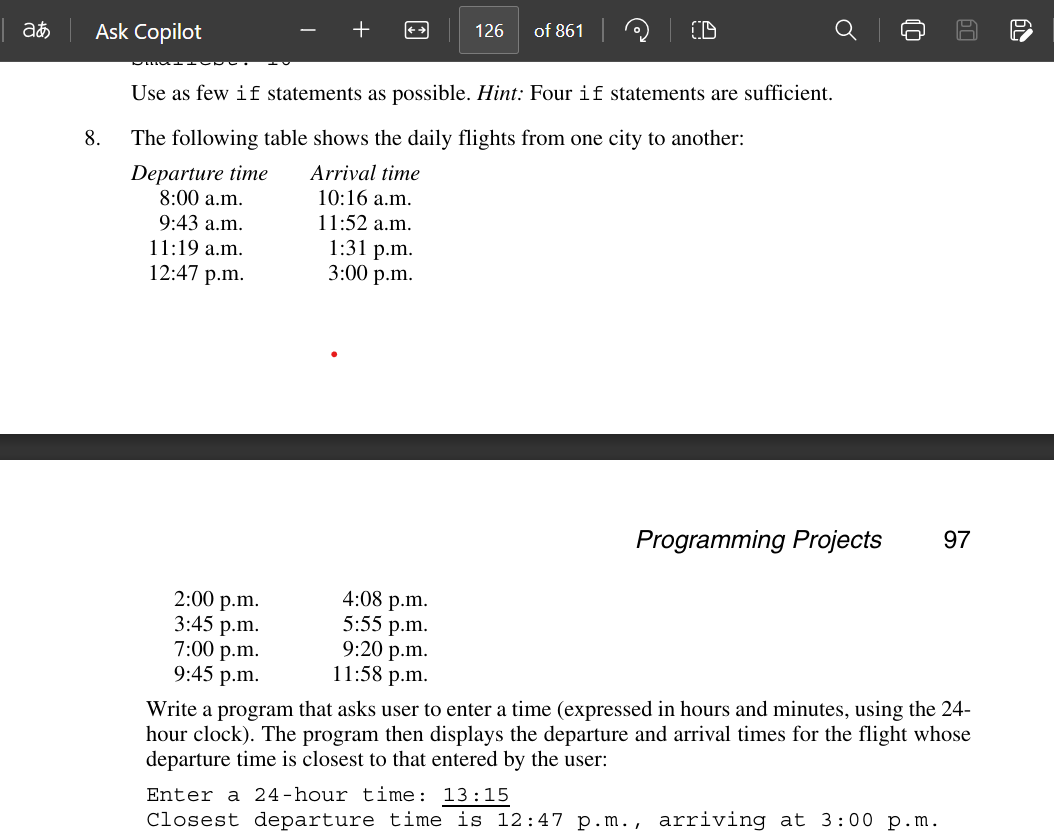 aあ Ask Copilot 126 of 861
Use as few if statements as possible. Hint: Four if statements are sufficient.
8. The following table shows the daily flights from one city to another:
Departure time Arrival time
8:00 a.m. 10:16 a.m.
9:43 a.m. 11:52 a.m.
11:19 a.m. 1:31 p.m.
12:47 p.m. 3:00 p.m.
Programming Projects 97
2:00 p.m. 4:08 p.m.
3:45 p.m. 5:55 p.m.
7:00 p.m. 9:20 p.m.
9:45 p.m. 11:58 p.m.
Write a program that asks user to enter a time (expressed in hours and minutes, using the 24-
hour clock). The program then displays the departure and arrival times for the flight whose
departure time is closest to that entered by the user:
Enter a 24-hour time: 13:15
Closest departure time is 12:47 p.m., arriving at 3:00 p.m.